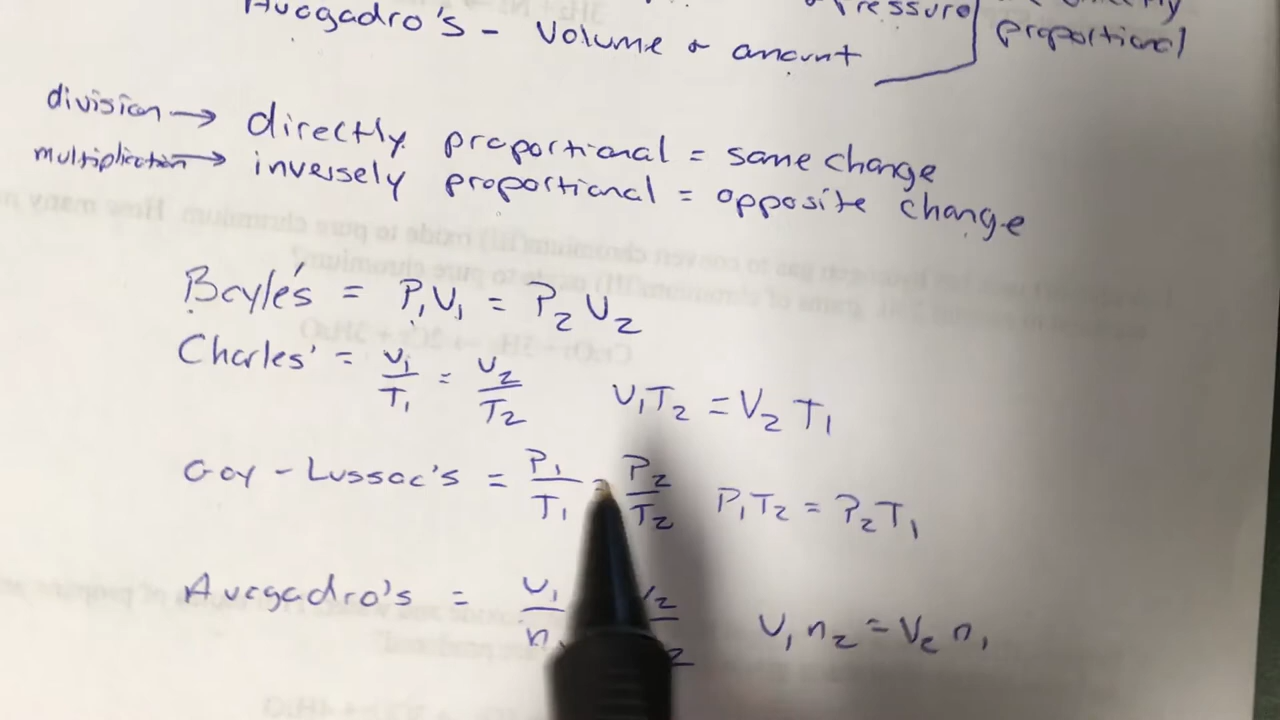 Avogadro's - Volume & amount
Pressure
proportional
division → directly proportional = same change
multiplication → inversely proportional = opposite change
Boyle's = P₁V₁ = P₂V₂
Charles' = V₁/T₁ = V₂/T₂ V₁T₂ = V₂T₁
Gay-Lussac's = P₁/T₁ = P₂/T₂ P₁T₂ = P₂T₁
Avogadro's = V₁/n₁ V₁n₂ = V₂n₁